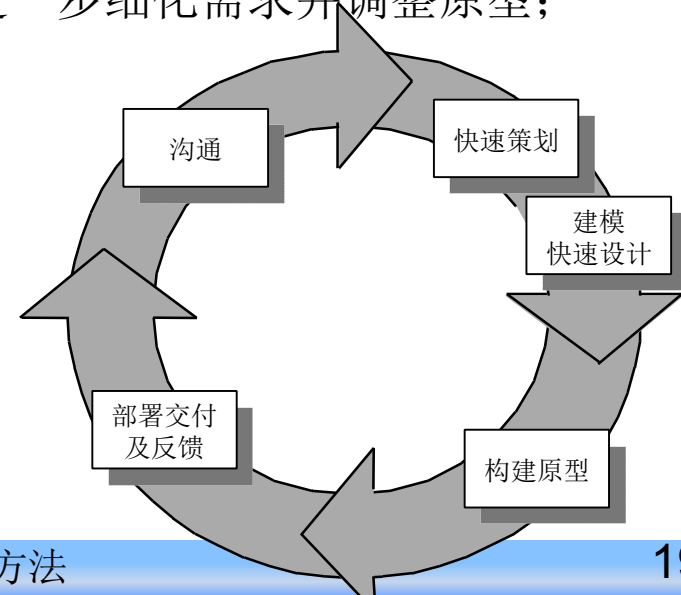 步细化需求并调整原型；
沟通
快速策划
建模
快速设计
部署交付
及反馈
构建原型
方法
19